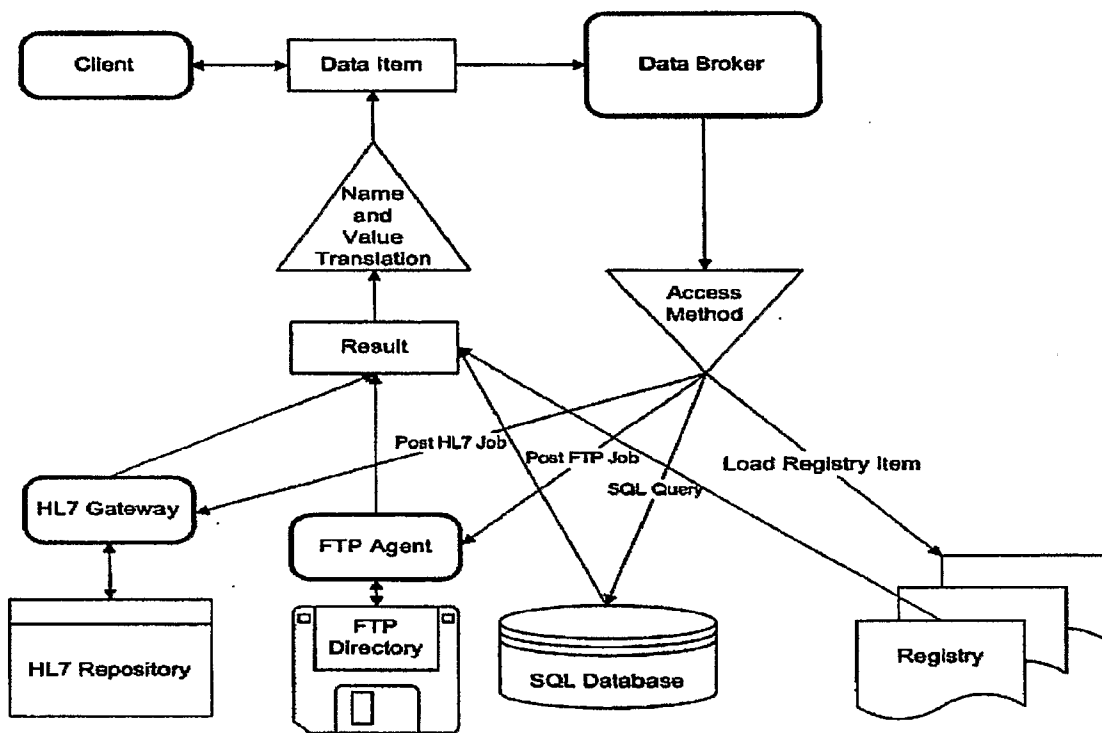 Client
Data Item
Data Broker
Name
and
Value
Translation
Access
Method
Result
Post HL7 Job
Post FTP Job
SQL Query
Load Registry Item
HL7 Gateway
FTP Agent
HL7 Repository
FTP
Directory
SQL Database
Registry